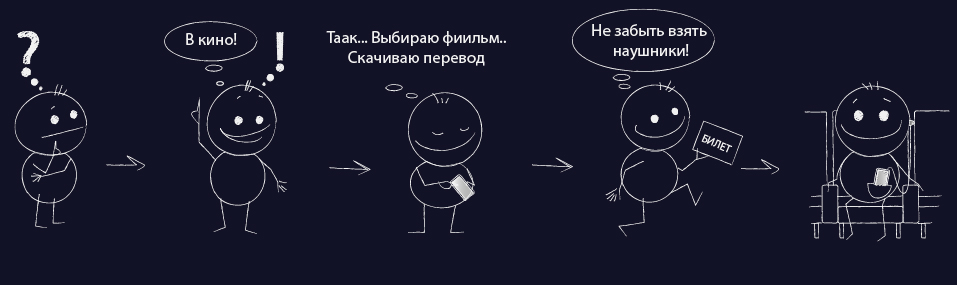 ?
В кино!
!
Таак... Выбираю фиильм..
Скачиваю перевод
Не забыть взять
наушники!
БИЛЕТ